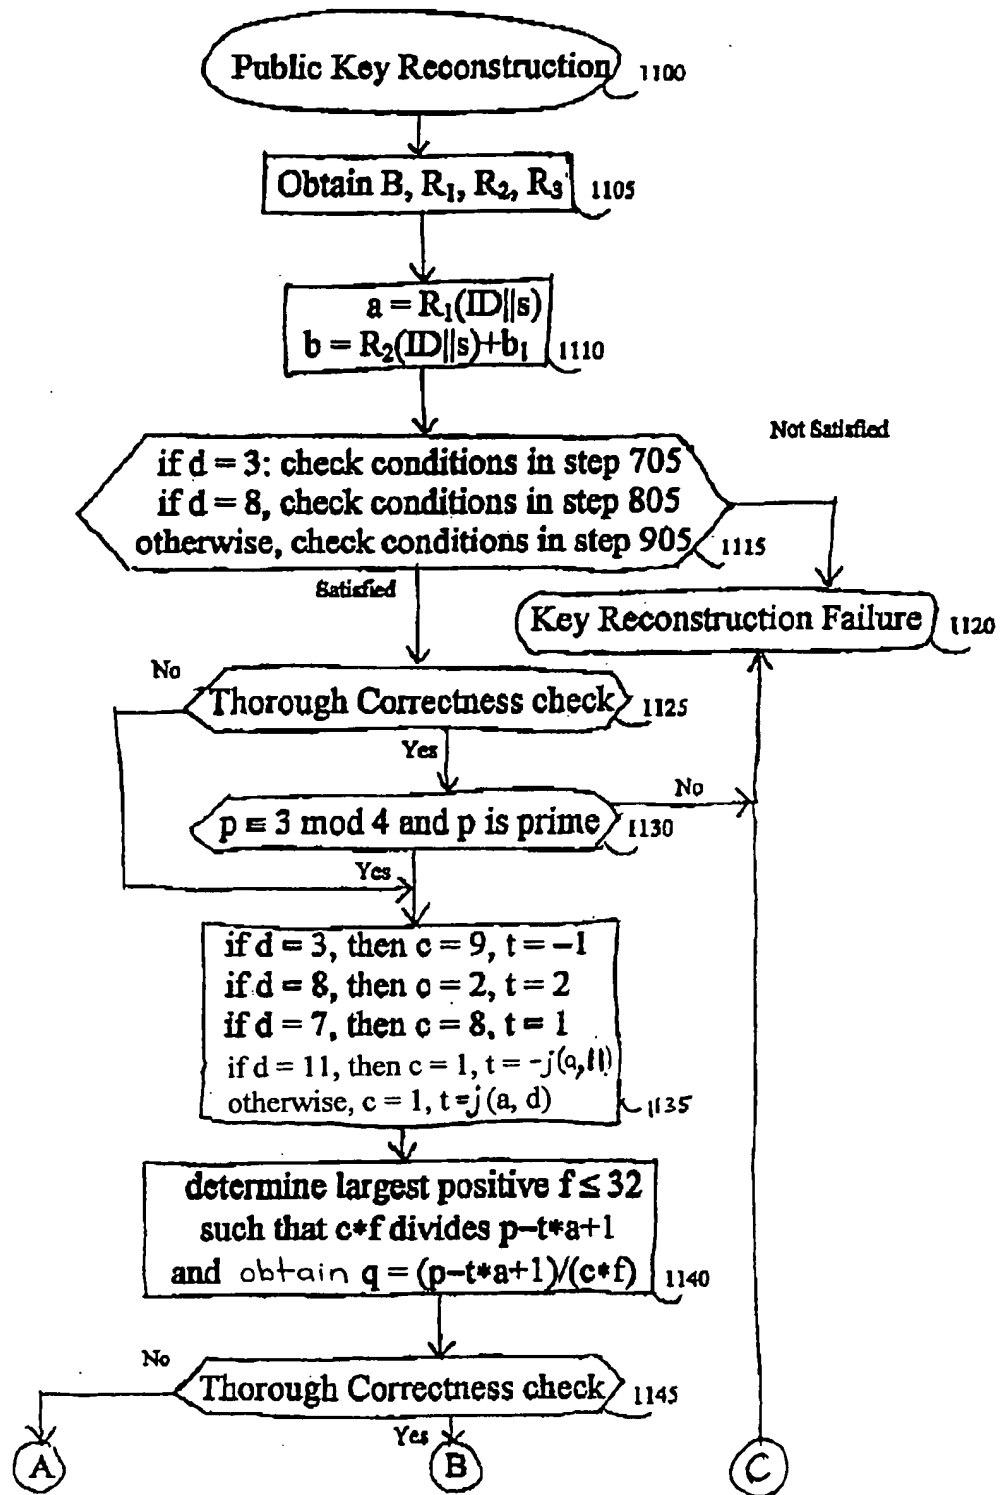 Public Key Reconstruction 1100
Obtain B, R₁, R₂, R₃ 1105
a = R₁(ID||s)
b = R₂(ID||s)+b₁ 1110
Not Satisfied
if d = 3: check conditions in step 705
if d = 8, check conditions in step 805
otherwise, check conditions in step 905 1115
Satisfied
Key Reconstruction Failure 1120
No
Thorough Correctness check 1125
Yes
No
p ≡ 3 mod 4 and p is prime 1130
Yes
if d = 3, then c = 9, t = −1
if d = 8, then c = 2, t = 2
if d = 7, then c = 8, t = 1
if d = 11, then c = 1, t = -j(a,11)
otherwise, c = 1, t=j(a, d) 1135
determine largest positive f ≤ 32
such that c*f divides p−t*a+1
and obtain q = (p−t*a+1)/(c*f) 1140
No
Thorough Correctness check 1145
Yes
A B C